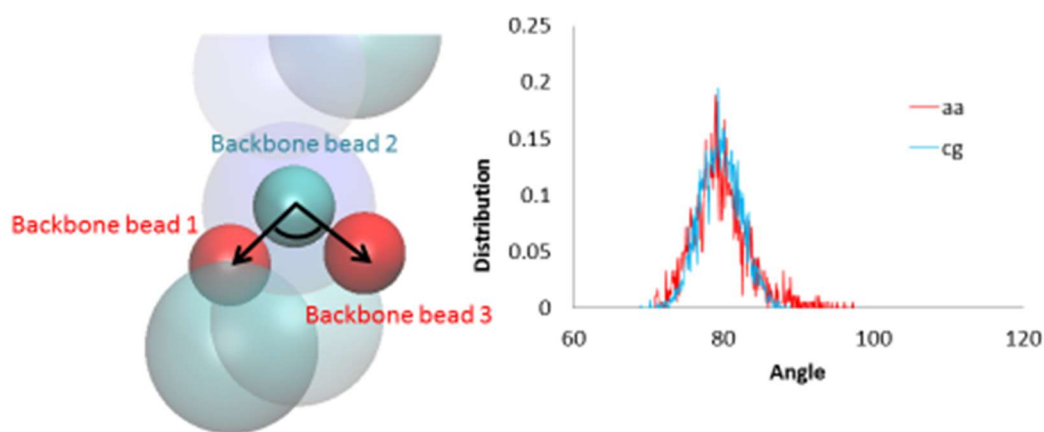 Backbone bead 2
Backbone bead 1
Backbone bead 3
Distribution
0.25
0.2
0.15
0.1
0.05
0
60
80
100
120
Angle
aa
cg